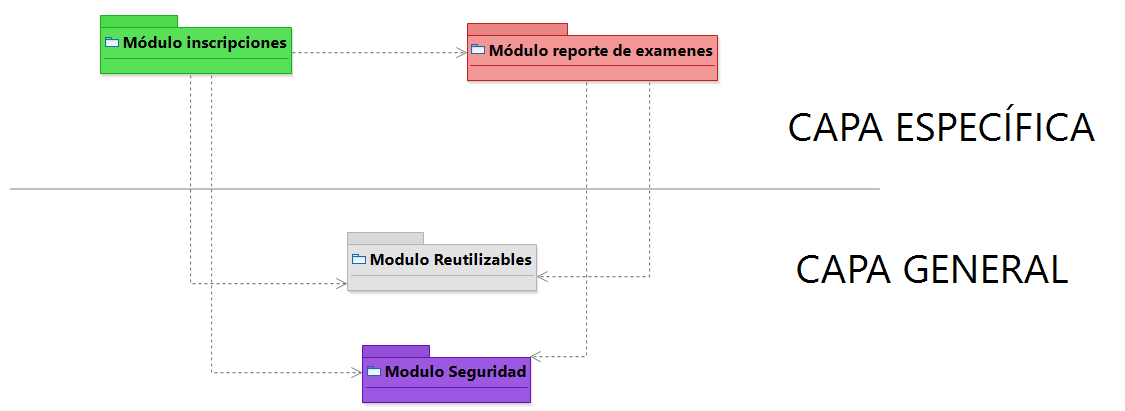 Módulo inscripciones
Módulo reporte de examenes
CAPA ESPECÍFICA
Modulo Reutilizables
CAPA GENERAL
Modulo Seguridad